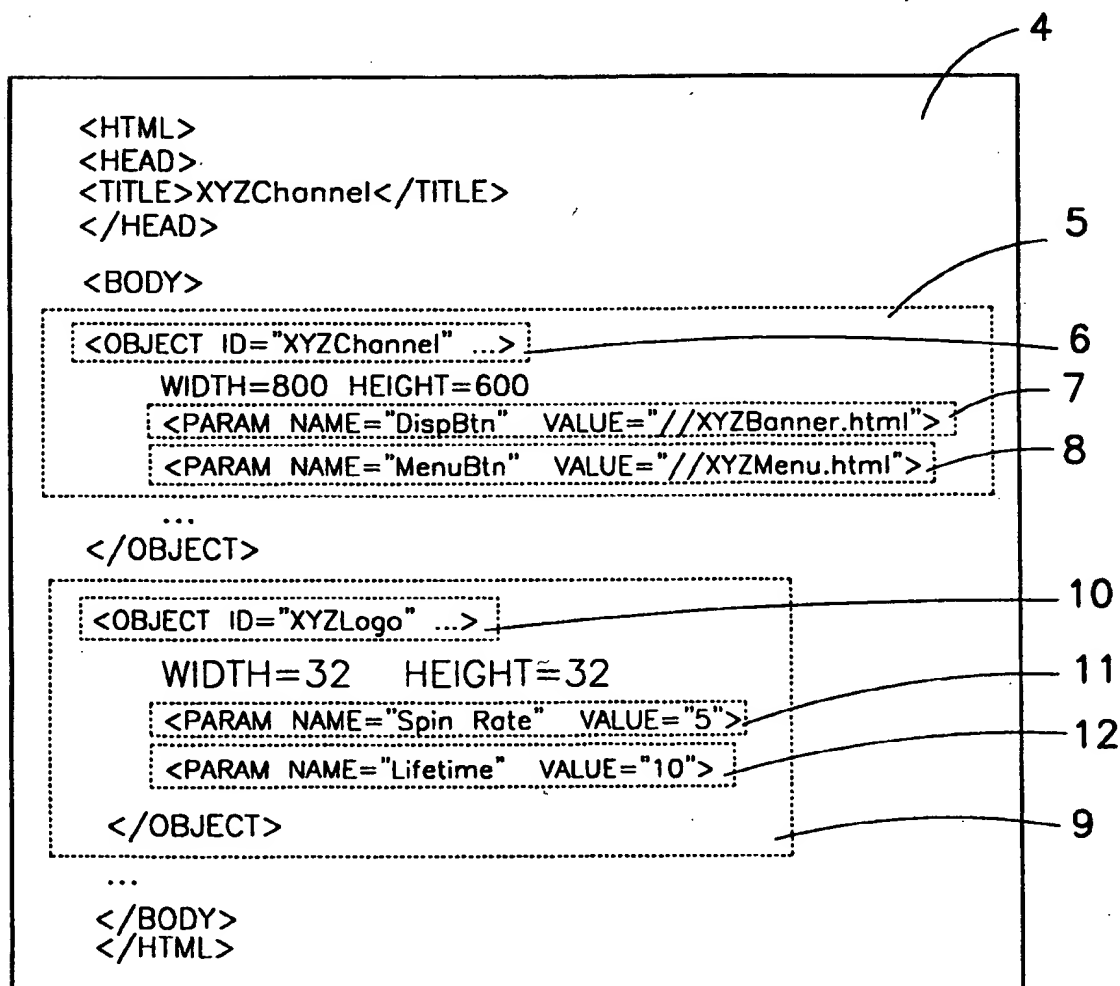 4
<HTML>
<HEAD>
<TITLE>XYZChannel</TITLE>
</HEAD>
5
<BODY>
<OBJECT ID="XYZChannel" ...> 6
WIDTH=800 HEIGHT=600
<PARAM NAME="DispBtn" VALUE="//XYZBanner.html"> 7
<PARAM NAME="MenuBtn" VALUE="//XYZMenu.html"> 8
...
</OBJECT>
<OBJECT ID="XYZLogo" ...> 10
WIDTH=32 HEIGHT=32
<PARAM NAME="Spin Rate" VALUE="5"> 11
<PARAM NAME="Lifetime" VALUE="10"> 12
</OBJECT> 9
...
</BODY>
</HTML>